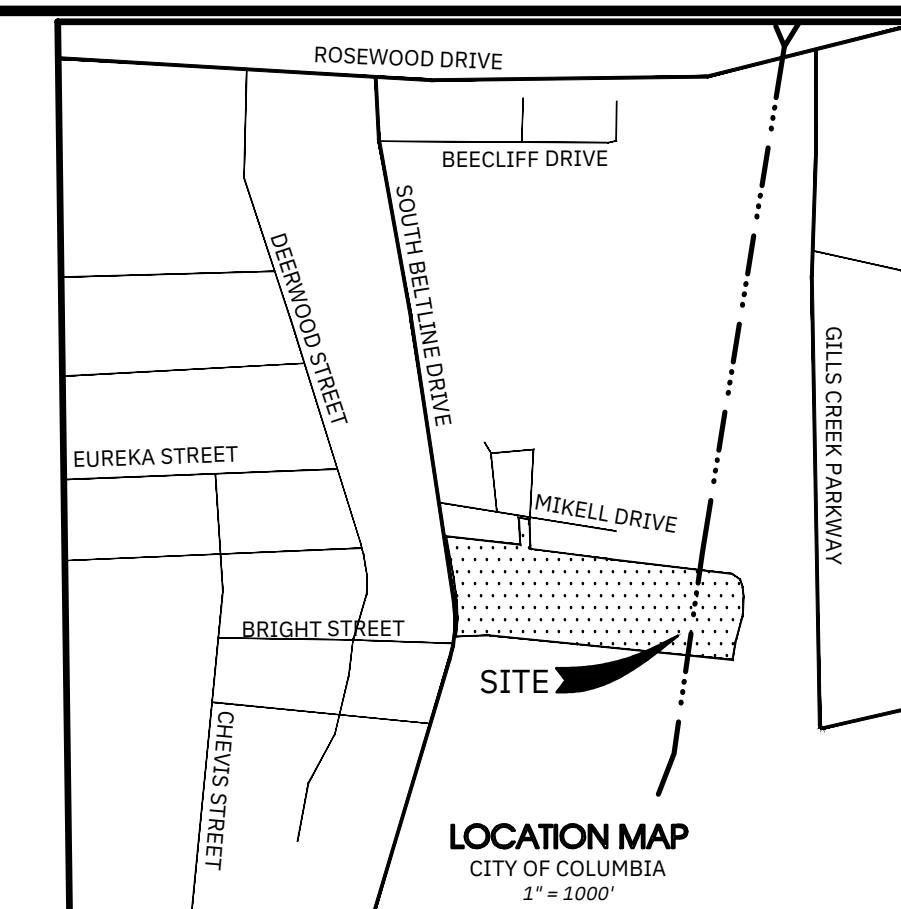 ROSEWOOD DRIVE
BEECLIFF DRIVE
SOUTH BELTLINE DRIVE
DEERWOOD STREET
GILLS CREEK PARKWAY
EUREKA STREET
MIKELL DRIVE
BRIGHT STREET
SITE
CHEVIS STREET
LOCATION MAP
CITY OF COLUMBIA
1" = 1000'